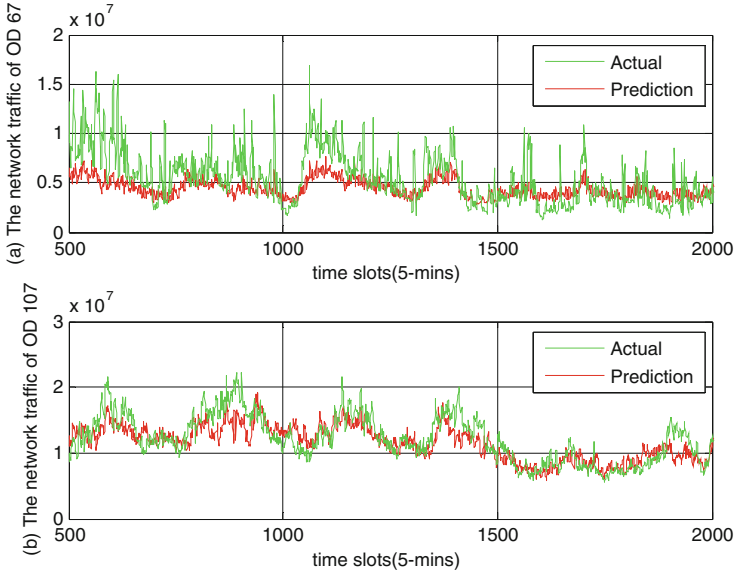 (a) The network traffic of OD 67
x 10^7
2
1.5
1
0.5
0
Actual
Prediction
500
1000
1500
2000
time slots(5-mins)
(b) The network traffic of OD 107
x 10^7
3
2
1
0
Actual
Prediction
500
1000
1500
2000
time slots(5-mins)